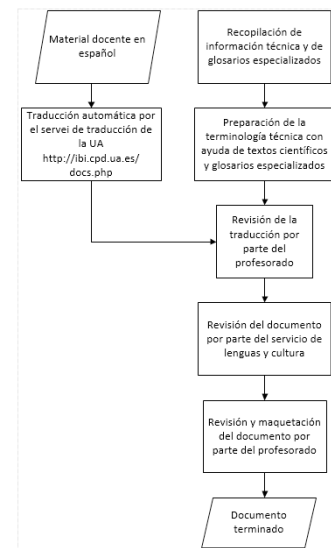 Material docente en
español
Recopilación de
información técnica y de
glosarios especializados
Traducción automática por
el servei de traducción de
la UA
http://ibi.cpd.ua.es/
docs.php
Preparación de la
terminología técnica con
ayuda de textos científicos
y glosarios especializados
Revisión de la
traducción por
parte del
profesorado
Revisión del documento
por parte del servicio de
lenguas y cultura
Revisión y maquetación
del documento por
parte del profesorado
Documento
terminado